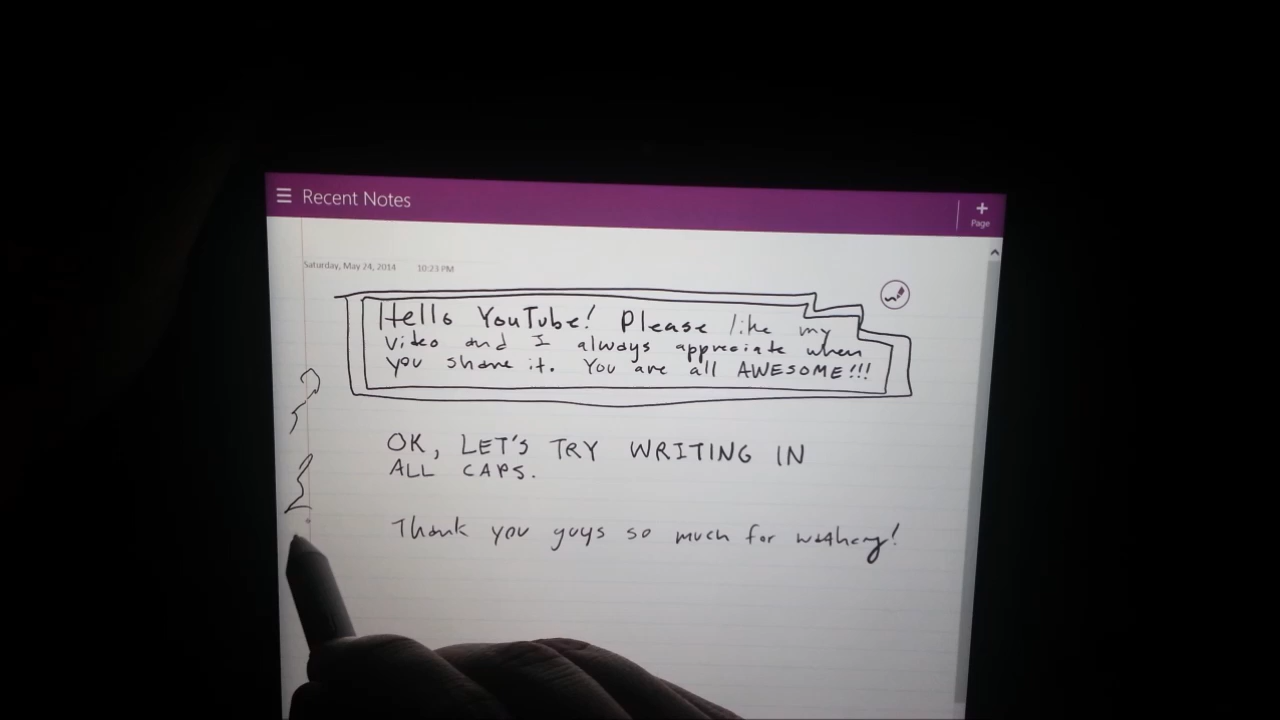 Recent Notes
+
Page
Saturday, May 24, 2014 10:23 PM
Hello YouTube! Please like my
video and I always appreciate when
you share it. You are all AWESOME!!!
OK, LET'S TRY WRITING IN
ALL CAPS.
Thank you guys so much for watching!